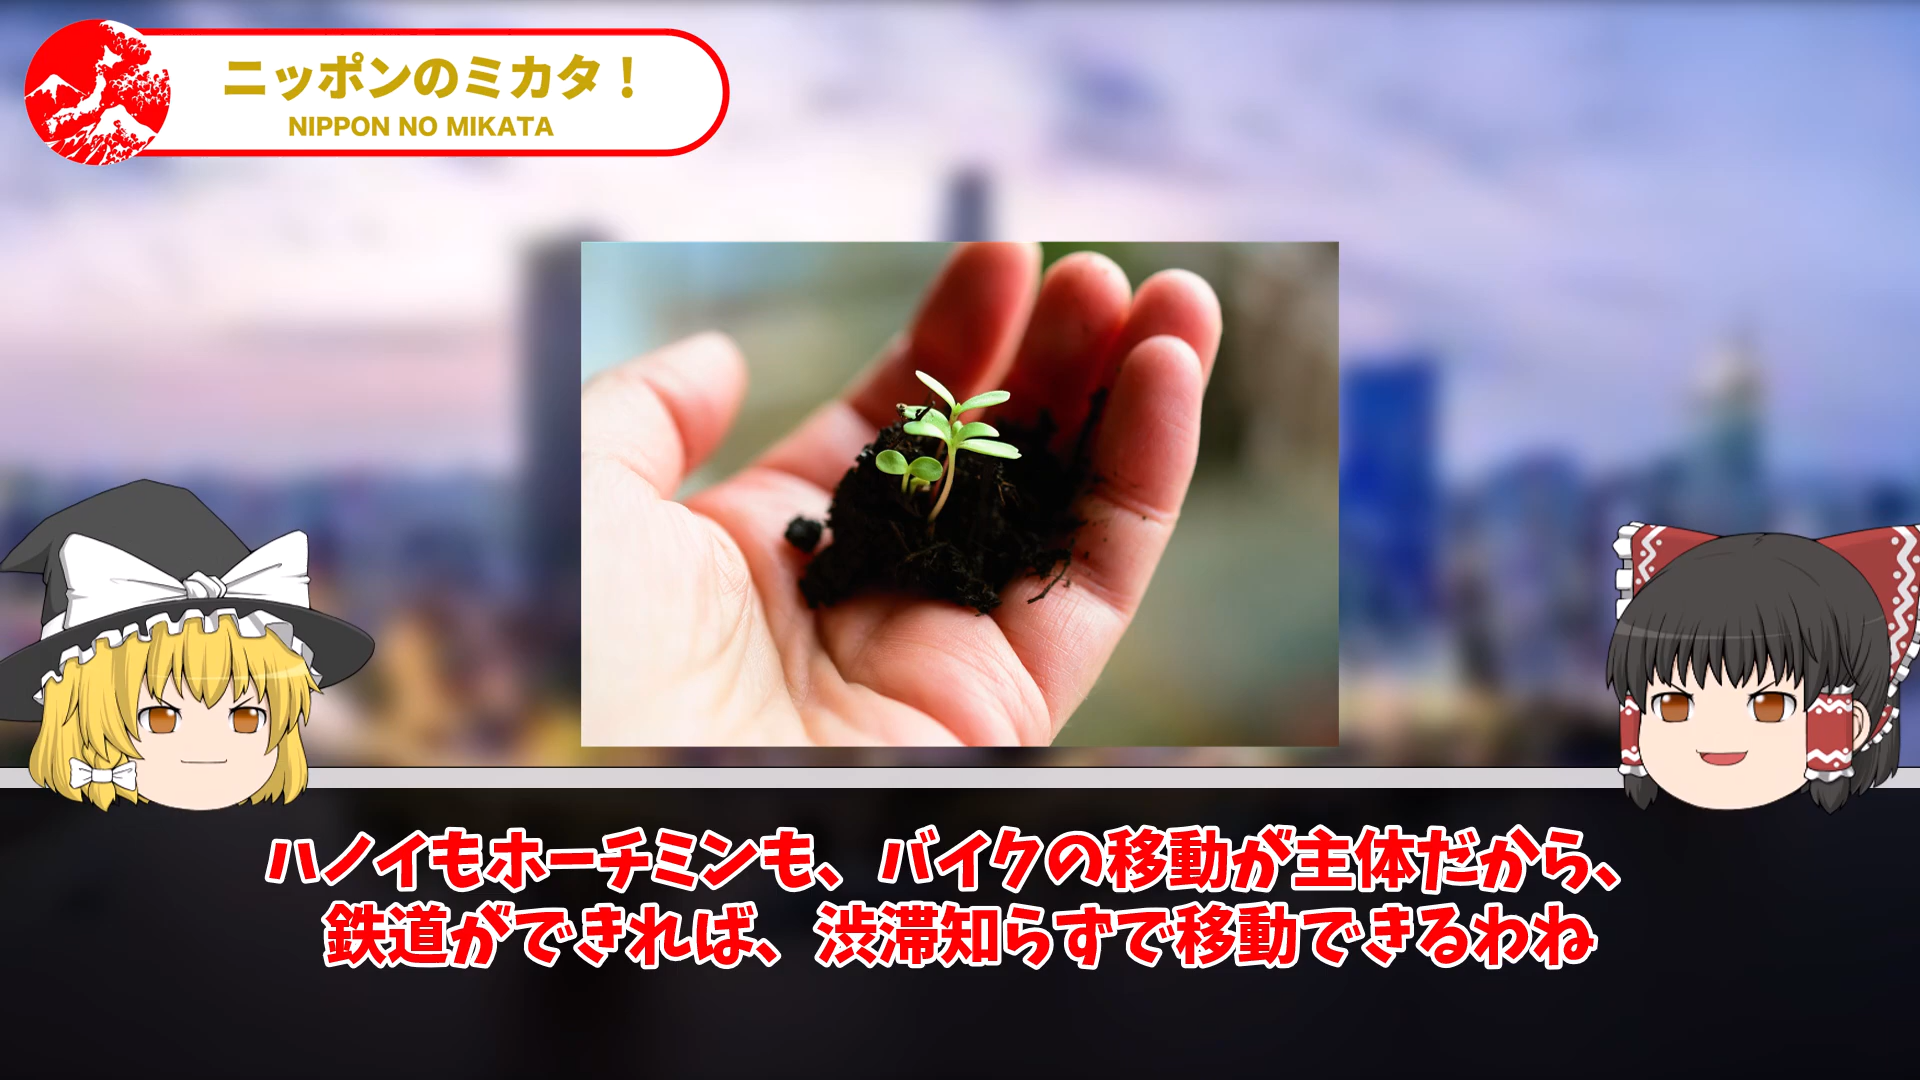 ニッポンのミカタ！
NIPPON NO MIKATA
ハノイもホーチミンも、バイクの移動が主体だから、
鉄道ができれば、渋滞知らずで移動できるわね